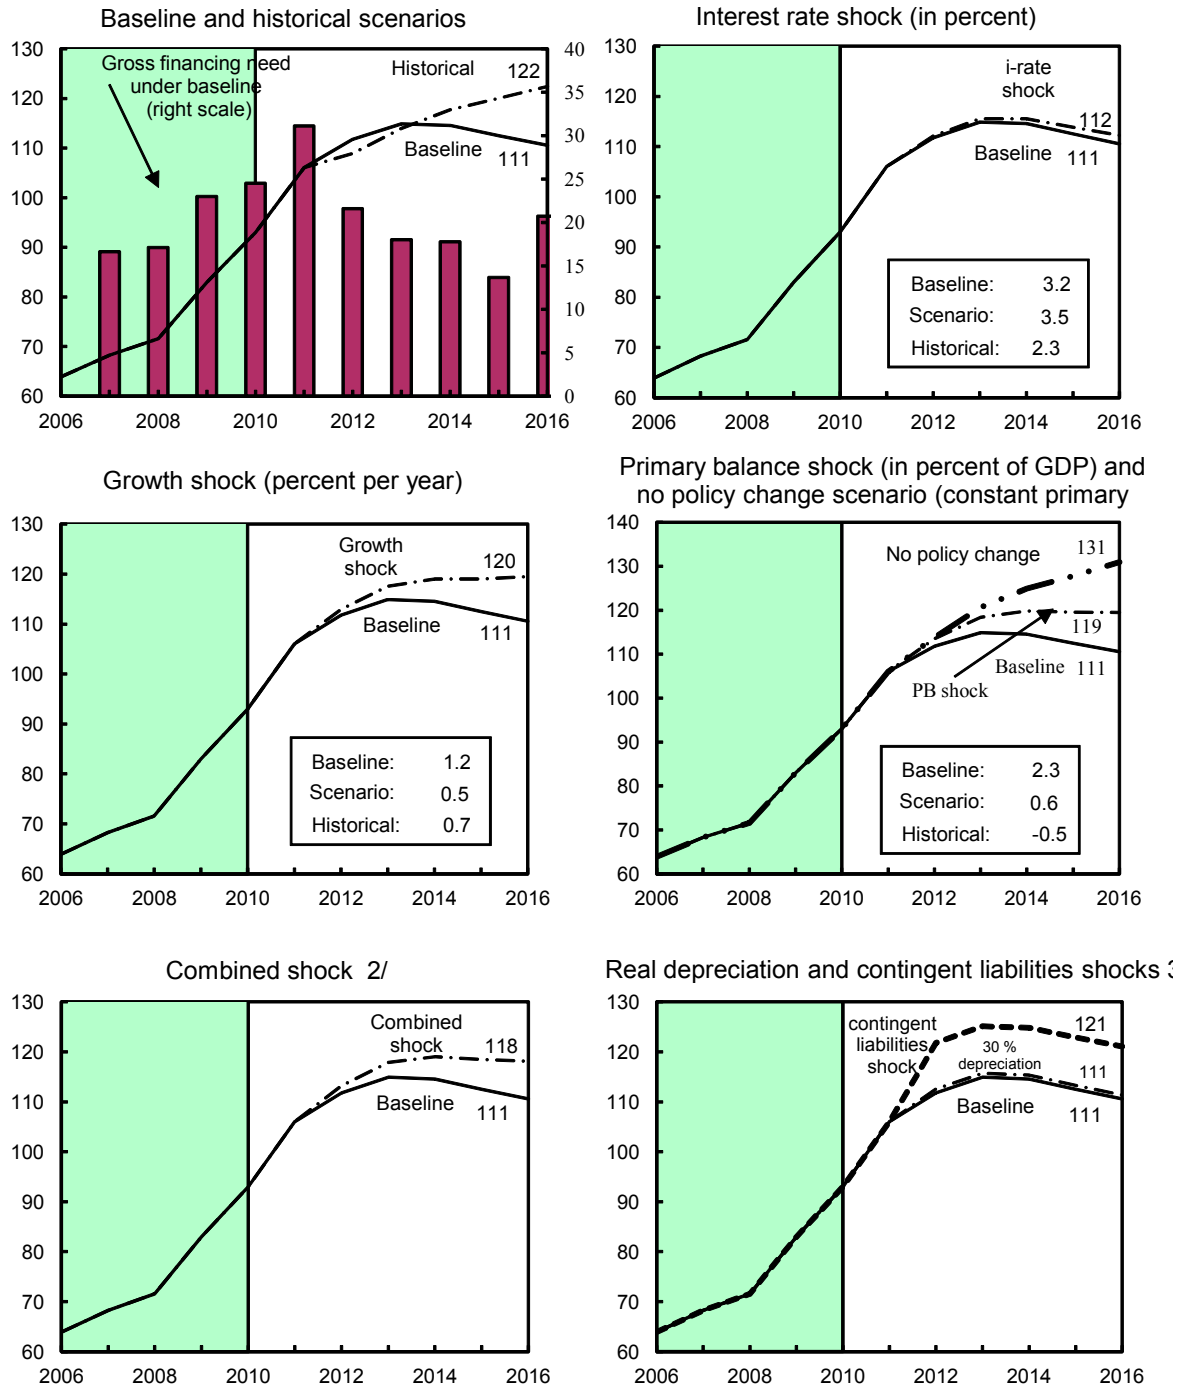 Baseline and historical scenarios
130
120
110
100
90
80
70
60
40
35
30
25
20
15
10
5
0
Gross financing need
under baseline
(right scale)
Historical
122
Baseline
111
2006 2008 2010 2012 2014 2016
Interest rate shock (in percent)
130
120
110
100
90
80
70
60
i-rate
shock
112
Baseline
111
Baseline: 3.2
Scenario: 3.5
Historical: 2.3
2006 2008 2010 2012 2014 2016
Growth shock (percent per year)
130
120
110
100
90
80
70
60
Growth
shock
120
Baseline
111
Baseline: 1.2
Scenario: 0.5
Historical: 0.7
2006 2008 2010 2012 2014 2016
Primary balance shock (in percent of GDP) and
no policy change scenario (constant primary
140
130
120
110
100
90
80
70
60
No policy change
131
119
Baseline
111
PB shock
Baseline: 2.3
Scenario: 0.6
Historical: -0.5
2006 2008 2010 2012 2014 2016
Combined shock 2/
130
120
110
100
90
80
70
60
Combined
shock
118
Baseline
111
2006 2008 2010 2012 2014 2016
Real depreciation and contingent liabilities shocks
130
120
110
100
90
80
70
60
contingent
liabilities
shock
121
30 %
depreciation
111
Baseline
111
2006 2008 2010 2012 2014 2016